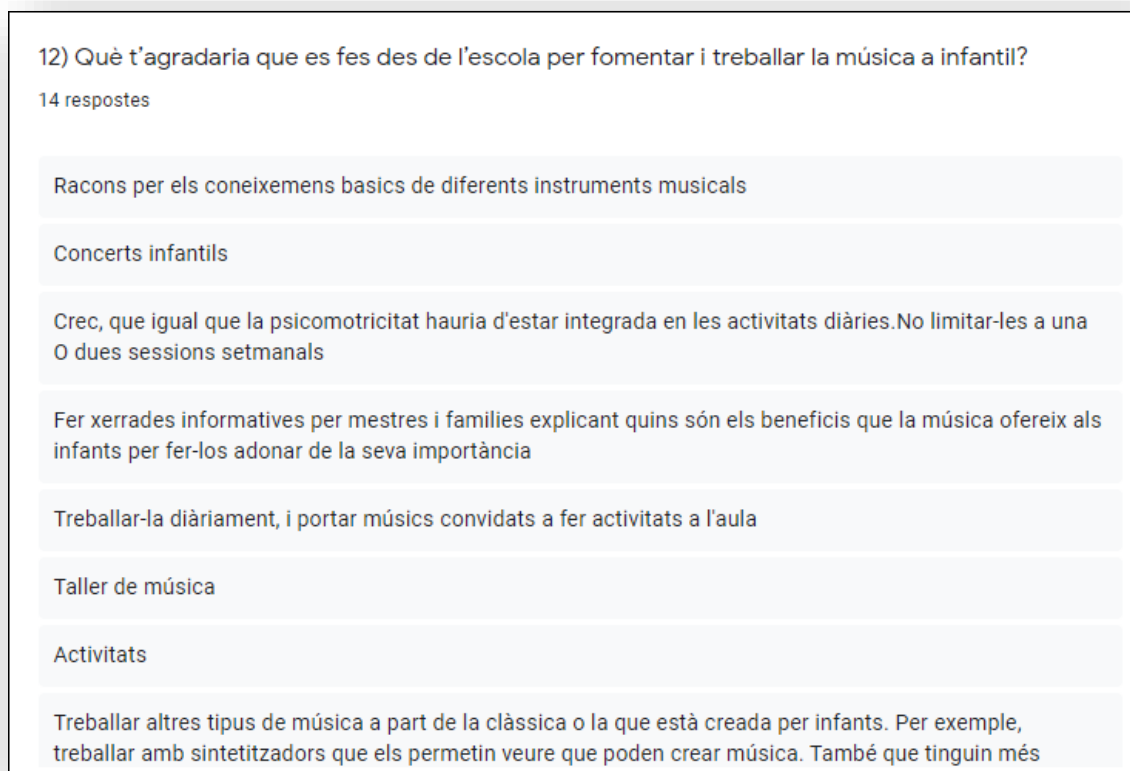 12) Què t'agradaria que es fes des de l'escola per fomentar i treballar la música a infantil?
14 respostes
Racons per els coneixemens basics de diferents instruments musicals
Concerts infantils
Crec, que igual que la psicomotricitat hauria d'estar integrada en les activitats diàries.No limitar-les a una
O dues sessions setmanals
Fer xerrades informatives per mestres i families explicant quins són els beneficis que la música ofereix als
infants per fer-los adonar de la seva importància
Treballar-la diàriament, i portar músics convidats a fer activitats a l'aula
Taller de música
Activitats
Treballar altres tipus de música a part de la clàssica o la que està creada per infants. Per exemple,
treballar amb sintetitzadors que els permetin veure que poden crear música. També que tinguin més